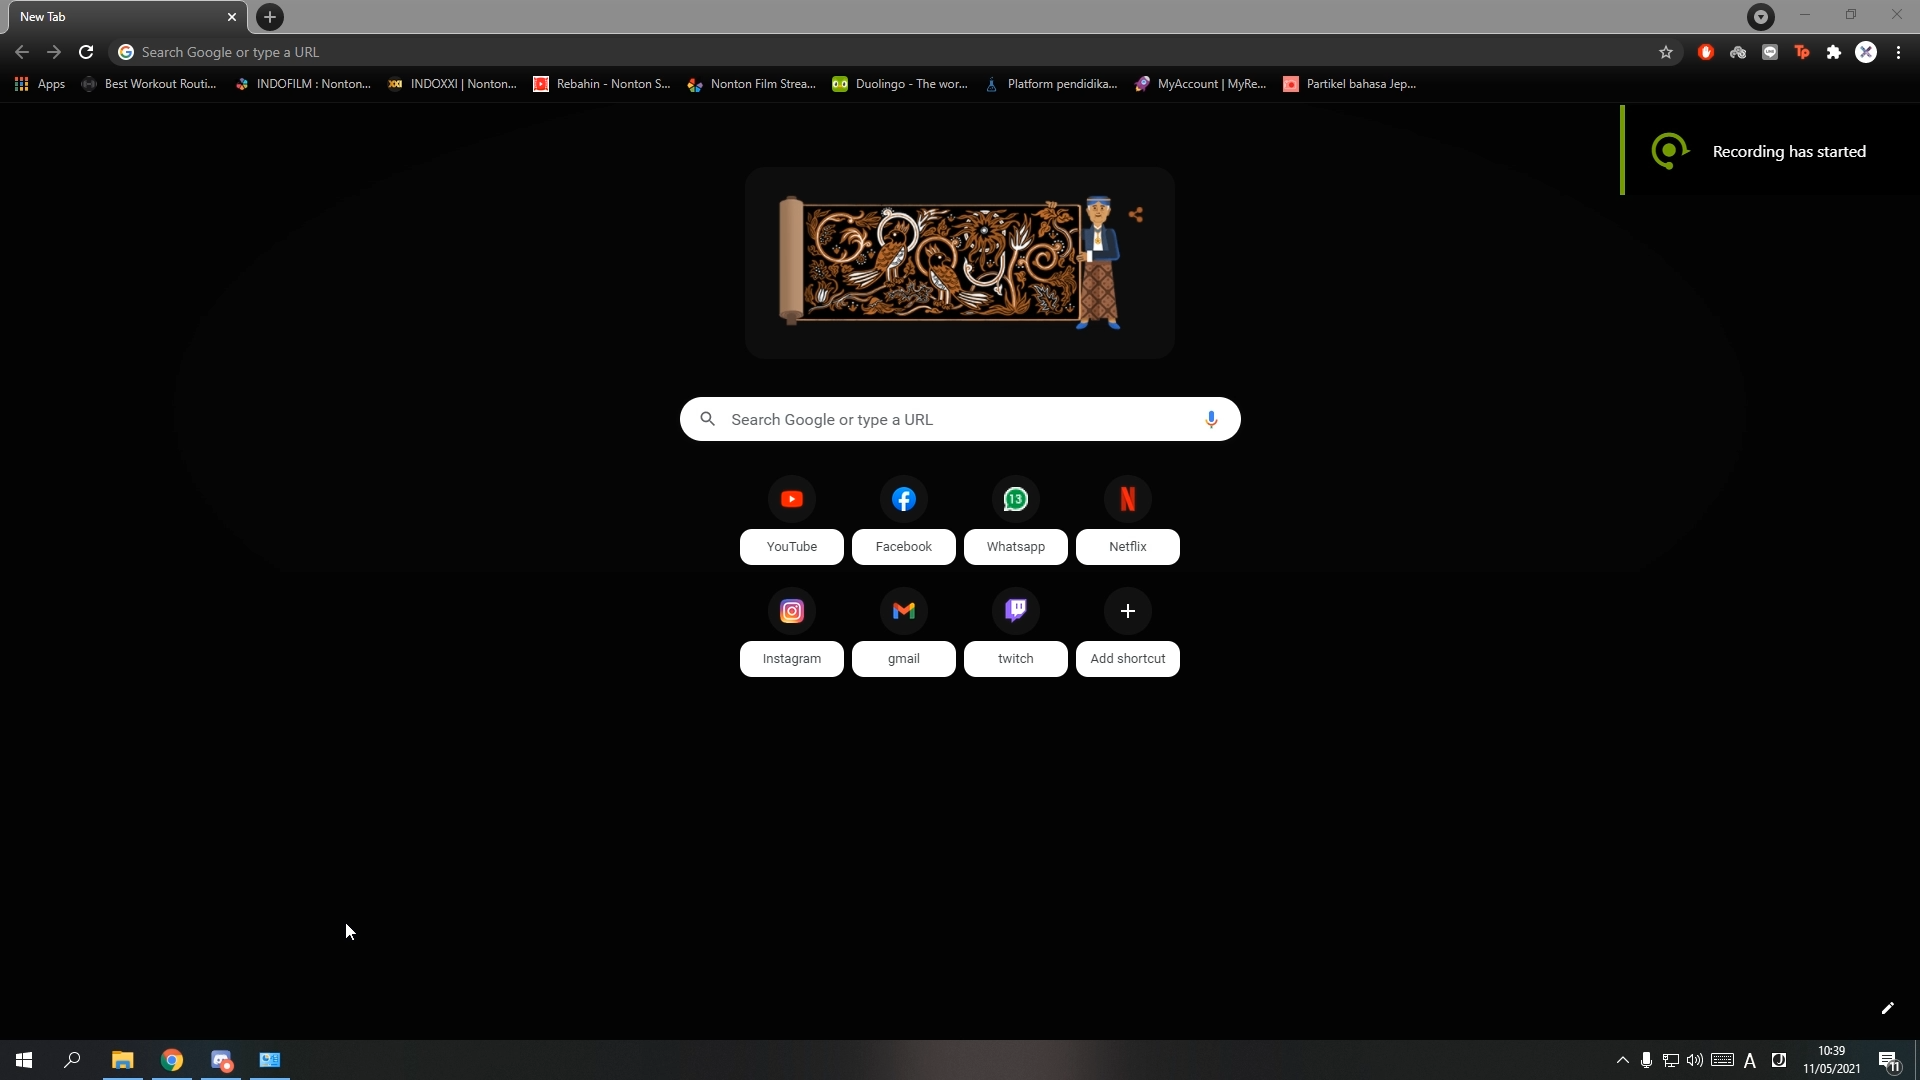 New Tab
Search Google or type a URL
Apps
Best Workout Routi...
INDOFILM : Nonton...
INDOXXI | Nonton...
Rebahin - Nonton S...
Nonton Film Strea...
Duolingo - The wor...
Platform pendidika...
MyAccount | MyRe...
Partikel bahasa Jep...
Recording has started
Search Google or type a URL
13
YouTube
Facebook
Whatsapp
Netflix
Instagram
gmail
twitch
Add shortcut
A
10:39
11/05/2021
11